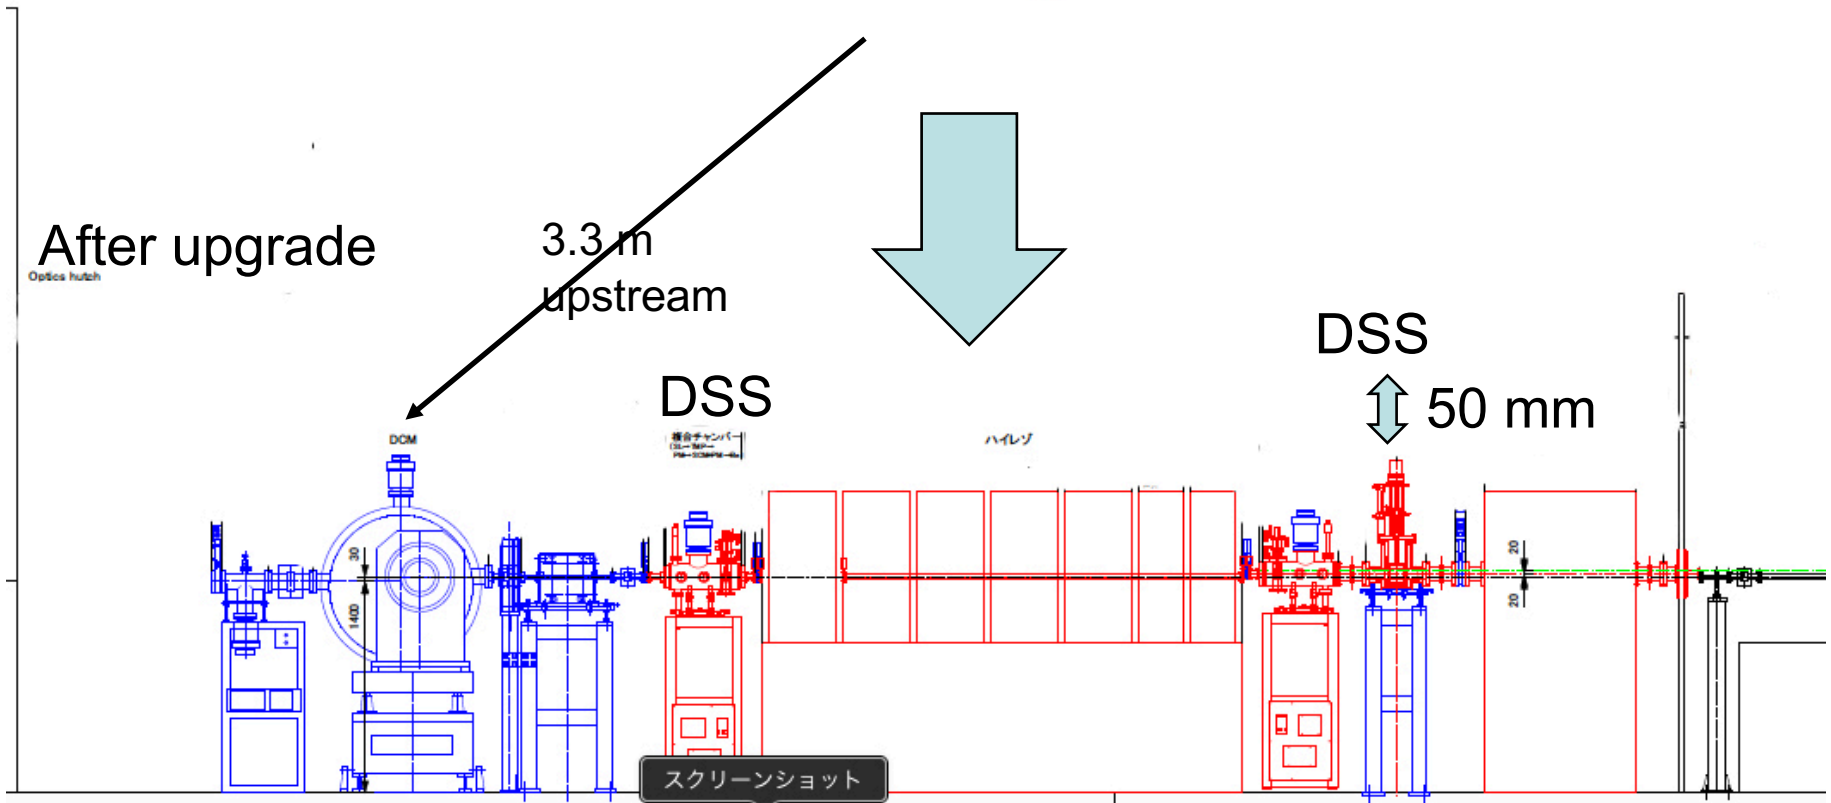 After upgrade
Optics hutch
3.3 m
upstream
DSS
DSS
50 mm
DCM
複合チャンバー
ハイレゾ
30
1400
20
20
スクリーンショット